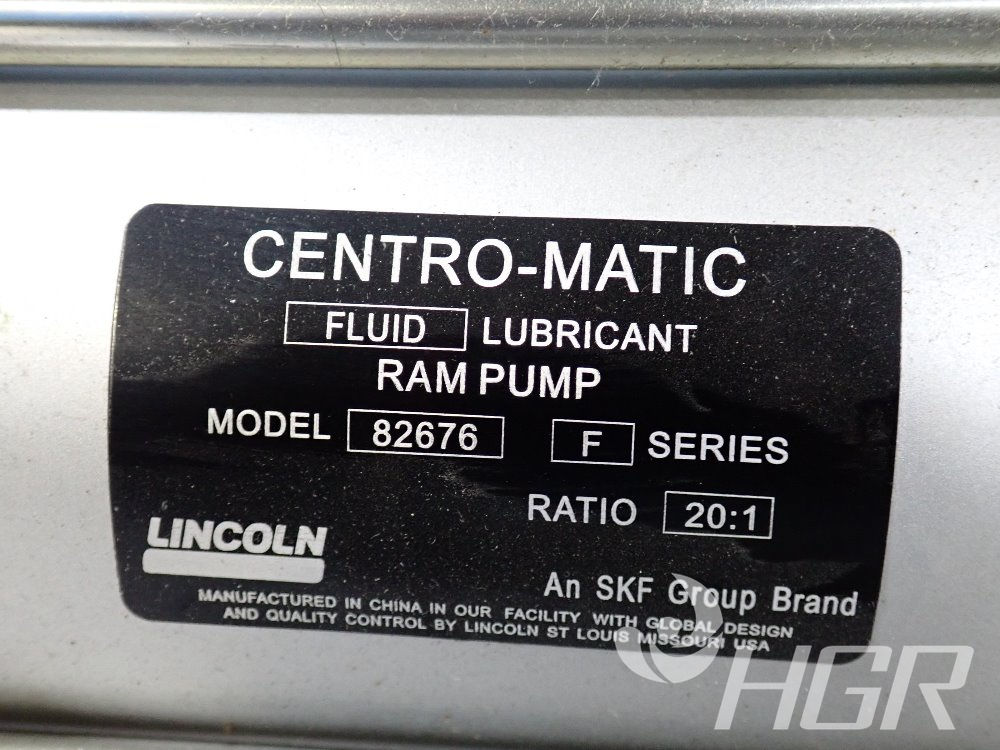 CENTRO-MATIC
FLUID LUBRICANT
RAM PUMP
MODEL 82676 F SERIES
RATIO 20:1
LINCOLN
An SKF Group Brand
MANUFACTURED IN CHINA IN OUR FACILITY WITH GLOBAL DESIGN
AND QUALITY CONTROL BY LINCOLN ST LOUIS MISSOURI USA
HGR